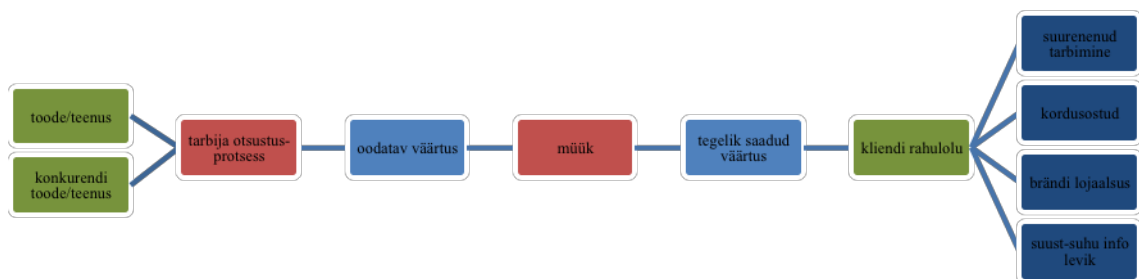 toode/teenus
konkurendi
toode/teenus
tarbija otsustus-
protsess
oodatav väärtus
müük
tegelik saadud
väärtus
kliendi rahulolu
suurenenud
tarbimine
kordusostud
brändi lojaalsus
suust-suhu info
levik